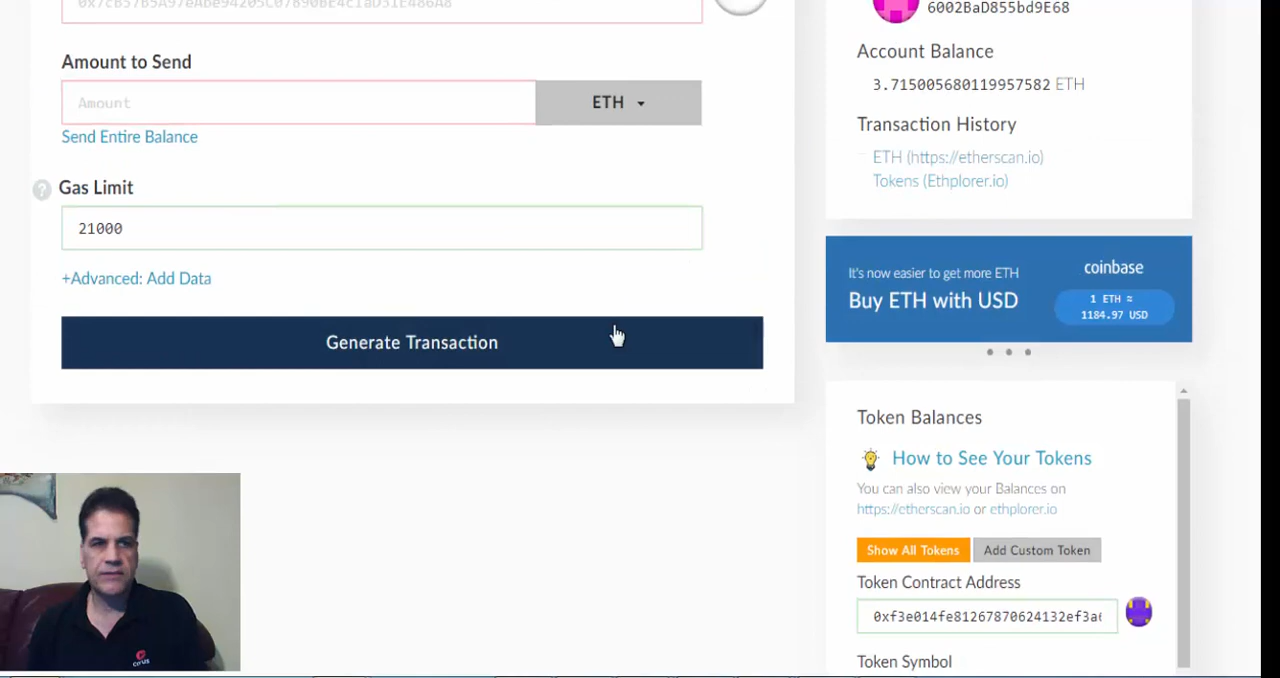 Amount to Send
Amount
ETH
Send Entire Balance
? Gas Limit
21000
+Advanced: Add Data
Generate Transaction
6002BaD855bd9E68
Account Balance
3.715005680119957582 ETH
Transaction History
ETH (https://etherscan.io)
Tokens (Ethplorer.io)
It's now easier to get more ETH
Buy ETH with USD
coinbase
1 ETH ≈
1184.97 USD
Token Balances
How to See Your Tokens
You can also view your Balances on
https://etherscan.io or ethplorer.io
Show All Tokens
Add Custom Token
Token Contract Address
0xf3e014fe81267870624132ef3a
Token Symbol
cirus